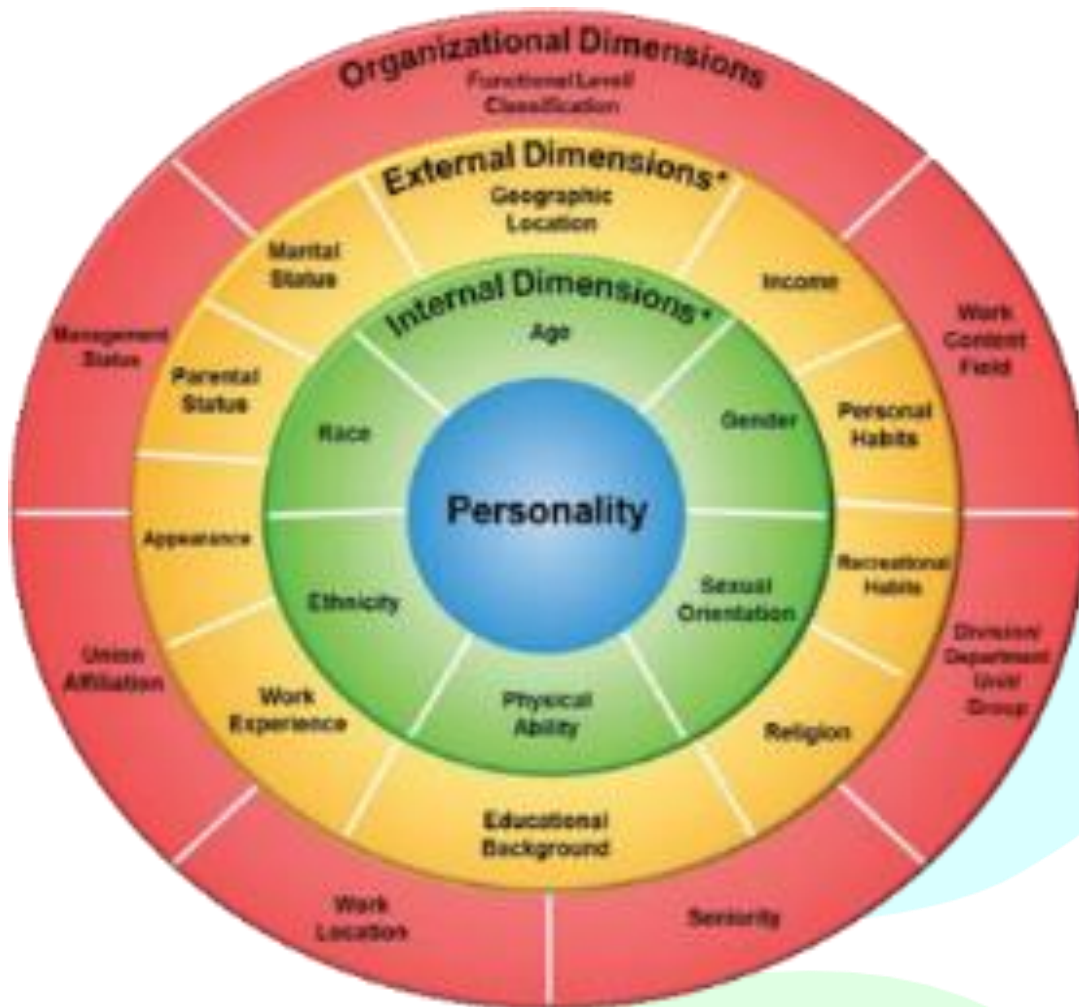 Organizational Dimensions
Functional Level/
Classification
External Dimensions*
Geographic
Location
Marital
Status
Income
Internal Dimensions*
Age
Management
Status
Work
Content
Field
Parental
Status
Personal
Habits
Race
Gender
Personality
Appearance
Recreational
Habits
Ethnicity
Sexual
Orientation
Union
Affiliation
Division/
Department
Unit/
Group
Work
Experience
Physical
Ability
Religion
Educational
Background
Work
Location
Seniority